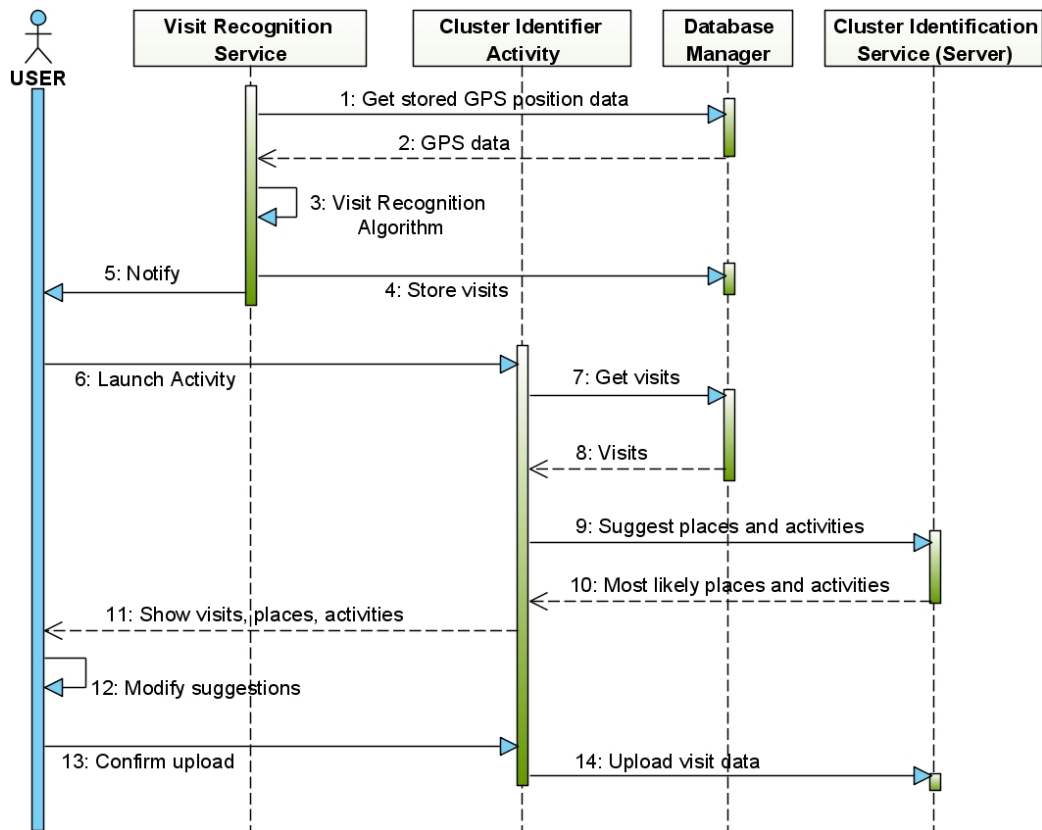 USER
Visit Recognition
Service
Cluster Identifier
Activity
Database
Manager
Cluster Identification
Service (Server)
1: Get stored GPS position data
2: GPS data
3: Visit Recognition
Algorithm
5: Notify
4: Store visits
6: Launch Activity
7: Get visits
8: Visits
9: Suggest places and activities
10: Most likely places and activities
11: Show visits, places, activities
12: Modify suggestions
13: Confirm upload
14: Upload visit data